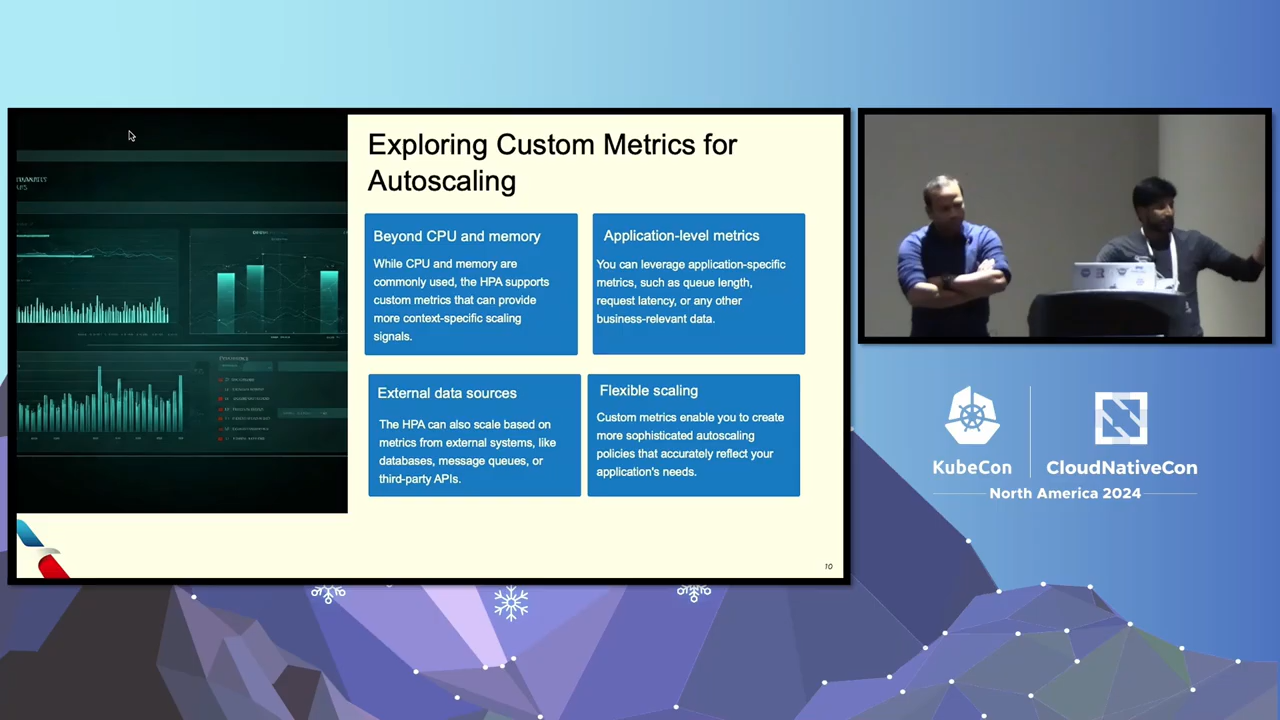 Exploring Custom Metrics for
Autoscaling
Beyond CPU and memory
While CPU and memory are
commonly used, the HPA supports
custom metrics that can provide
more context-specific scaling
signals.
Application-level metrics
You can leverage application-specific
metrics, such as queue length,
request latency, or any other
business-relevant data.
External data sources
The HPA can also scale based on
metrics from external systems, like
databases, message queues, or
third-party APIs.
Flexible scaling
Custom metrics enable you to create
more sophisticated autoscaling
policies that accurately reflect your
application's needs.
10
KubeCon
CloudNativeCon
North America 2024